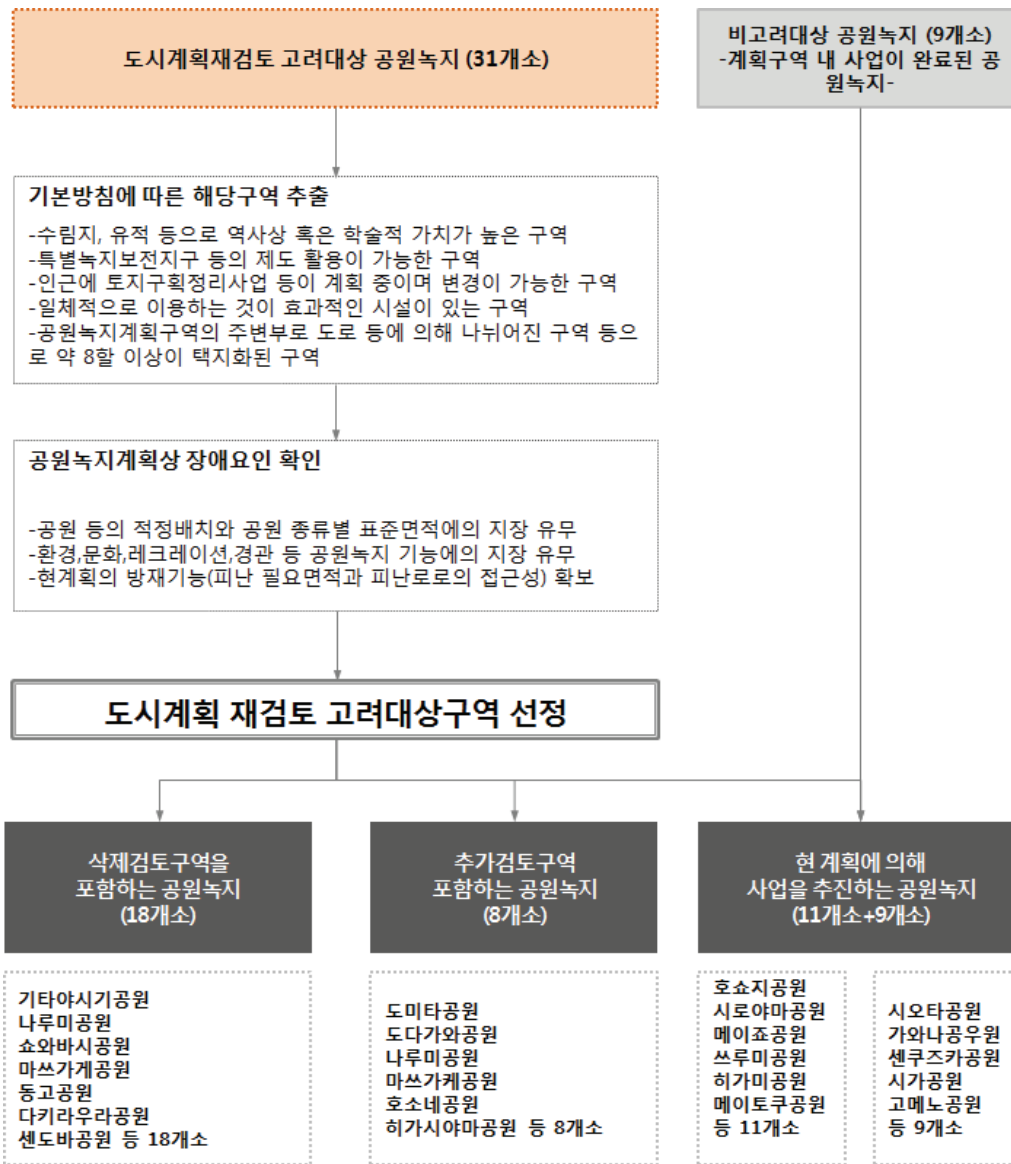 도시계획재검토 고려대상 공원녹지 (31개소)
비고려대상 공원녹지 (9개소)
-계획구역 내 사업이 완료된 공
원녹지-
기본방침에 따른 해당구역 추출
-수림지, 유적 등으로 역사상 혹은 학술적 가치가 높은 구역
-특별녹지보전지구 등의 제도 활용이 가능한 구역
-인근에 토지구획정리사업 등이 계획 중이며 변경이 가능한 구역
-일체적으로 이용하는 것이 효과적인 시설이 있는 구역
-공원녹지계획구역의 주변부로 도로 등에 의해 나뉘어진 구역 등으
로 약 8할 이상이 택지화된 구역
공원녹지계획상 장애요인 확인
-공원 등의 적정배치와 공원 종류별 표준면적에의 지장 유무
-환경,문화,레크레이션,경관 등 공원녹지 기능에의 지장 유무
-현계획의 방재기능(피난 필요면적과 피난로로의 접근성) 확보
도시계획 재검토 고려대상구역 선정
삭제검토구역을
포함하는 공원녹지
(18개소)
추가검토구역
포함하는 공원녹지
(8개소)
현 계획에 의해
사업을 추진하는 공원녹지
(11개소+9개소)
기타야시기공원
나루미공원
쇼와바시공원
마쓰가게공원
동고공원
다키라우라공원
센도바공원 등 18개소
도미타공원
도다가와공원
나루미공원
마쓰가케공원
호소네공원
히가시야마공원 등 8개소
호쇼지공원
시로야마공원
메이죠공원
쓰루미공원
히가미공원
메이토쿠공원
등 11개소
시오타공원
가와나공우원
센쿠즈카공원
시가공원
고메노공원
등 9개소